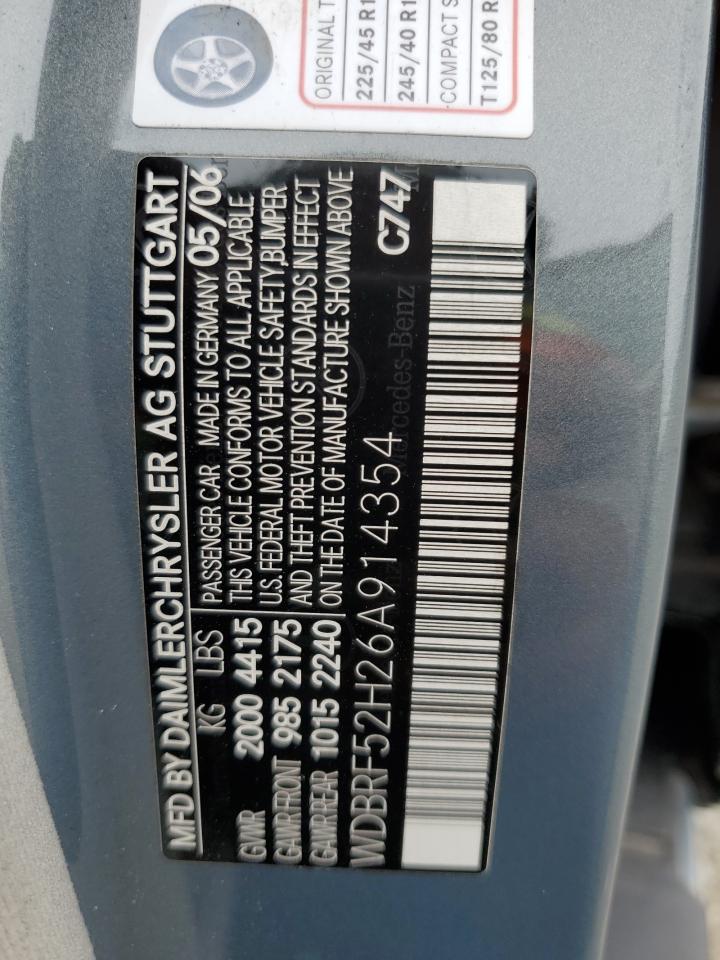 ORIGINAL T
225/45 R1
245/40 R1
COMPACT S
T125/80 R
MFD BY DAIMLERCHRYSLER AG STUTTGART
KG LBS PASSENGER CAR MADE IN GERMANY 05/06
GVWR 2000 4415 THIS VEHICLE CONFORMS TO ALL APPLICABLE
GAWR FRONT 985 2175 U.S. FEDERAL MOTOR VEHICLE SAFETY,BUMPER
GAWR REAR 1015 2240 AND THEFT PREVENTION STANDARDS IN EFFECT
ON THE DATE OF MANUFACTURE SHOWN ABOVE
WDBRF52H26A914354 C747
Mercedes-Benz